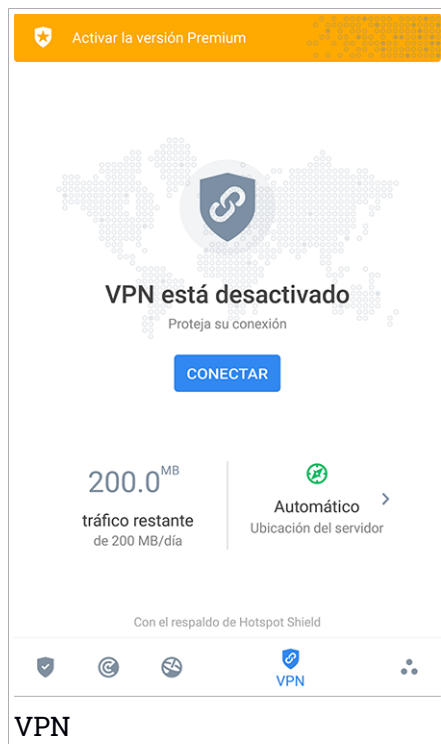 Activar la versión Premium
VPN está desactivado
Proteja su conexión
CONECTAR
200.0 MB
tráfico restante
de 200 MB/día
Automático
Ubicación del servidor
Con el respaldo de Hotspot Shield
VPN
VPN